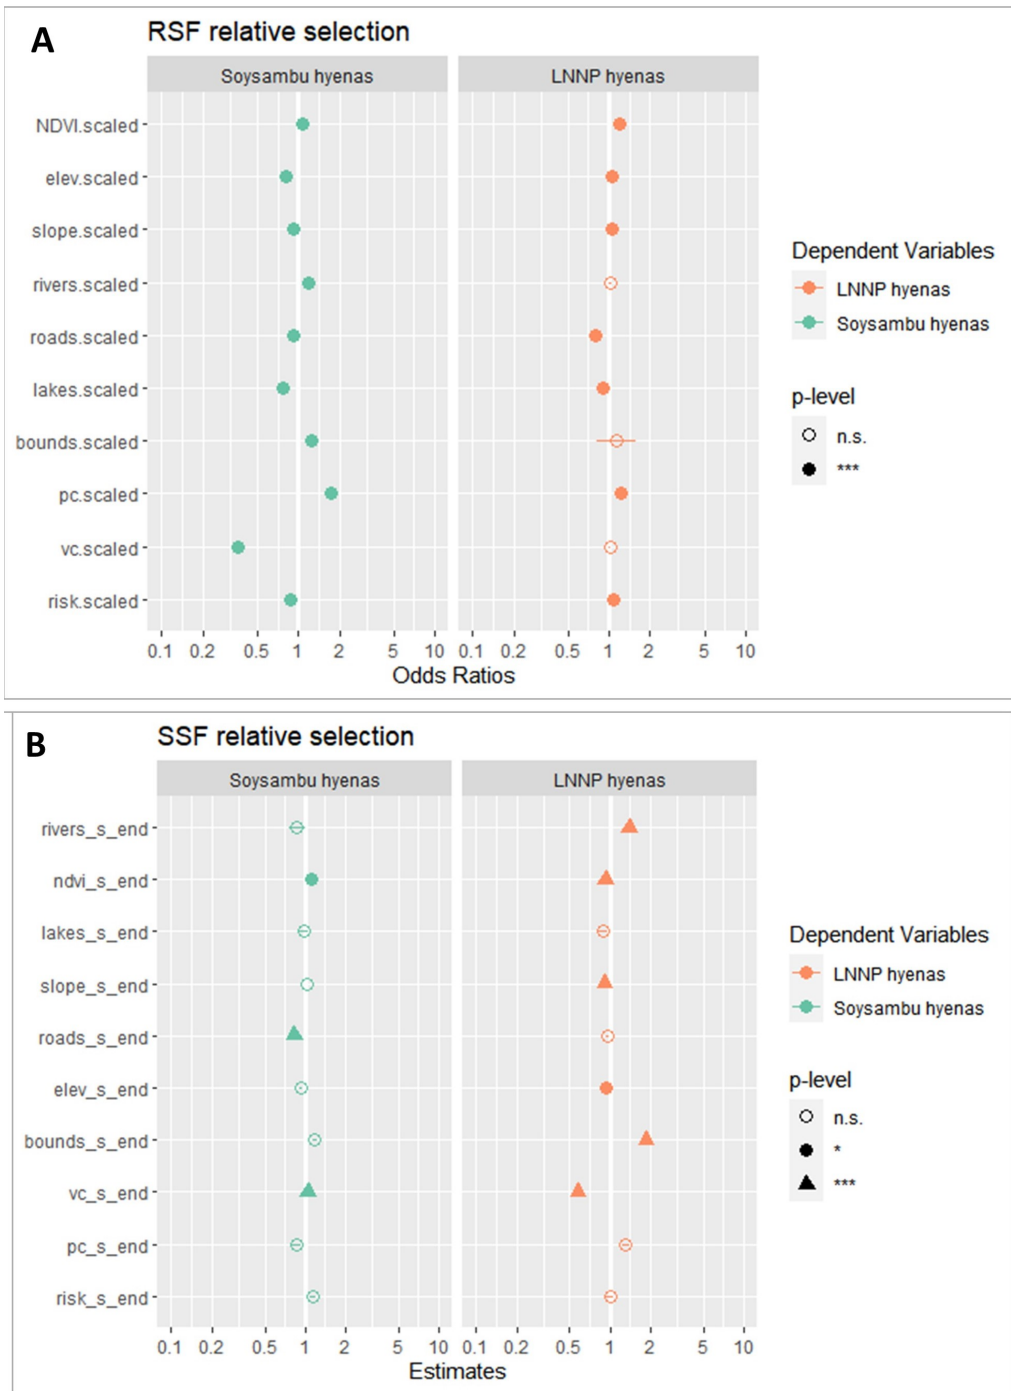 A
RSF relative selection
Soysambu hyenas
LNNP hyenas
NDVI.scaled
elev.scaled
slope.scaled
rivers.scaled
roads.scaled
lakes.scaled
bounds.scaled
pc.scaled
vc.scaled
risk.scaled
0.1 0.2 0.5 1 2 5 10
0.1 0.2 0.5 1 2 5 10
Odds Ratios
Dependent Variables
LNNP hyenas
Soysambu hyenas
p-level
n.s.
***
B
SSF relative selection
Soysambu hyenas
LNNP hyenas
rivers_s_end
ndvi_s_end
lakes_s_end
slope_s_end
roads_s_end
elev_s_end
bounds_s_end
vc_s_end
pc_s_end
risk_s_end
0.1 0.2 0.5 1 2 5 10
0.1 0.2 0.5 1 2 5 10
Estimates
Dependent Variables
LNNP hyenas
Soysambu hyenas
p-level
n.s.
*
***